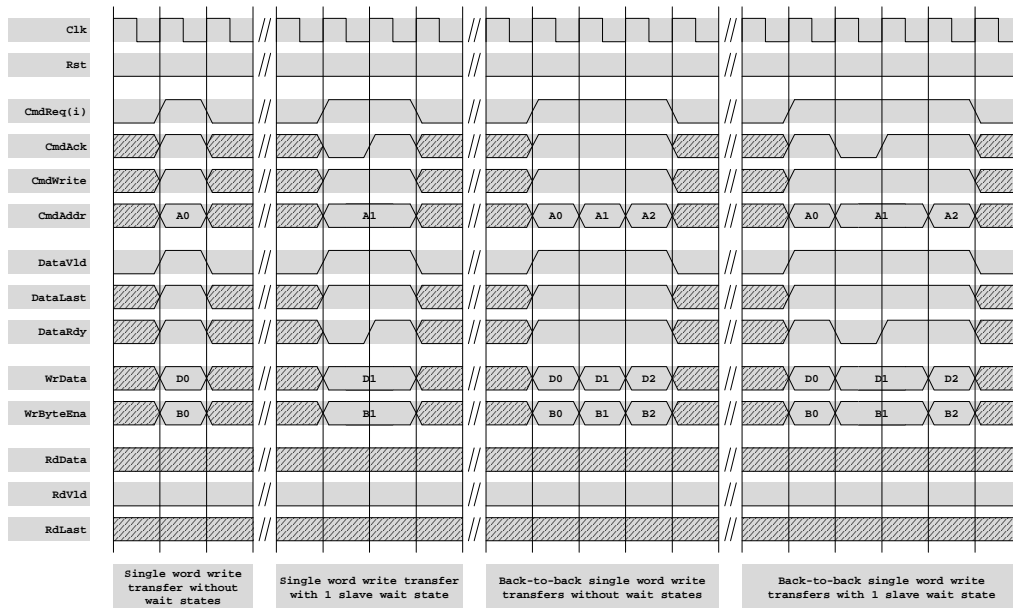 Clk
Rst
CmdReq(i)
CmdAck
CmdWrite
CmdAddr A0 A1 A0 A1 A2 A0 A1 A2
DataVld
DataLast
DataRdy
WrData D0 D1 D0 D1 D2 D0 D1 D2
WrByteEna B0 B1 B0 B1 B2 B0 B1 B2
RdData
RdVld
RdLast
Single word write
transfer without
wait states
Single word write transfer
with 1 slave wait state
Back-to-back single word write
transfers without wait states
Back-to-back single word write
transfers with 1 slave wait state